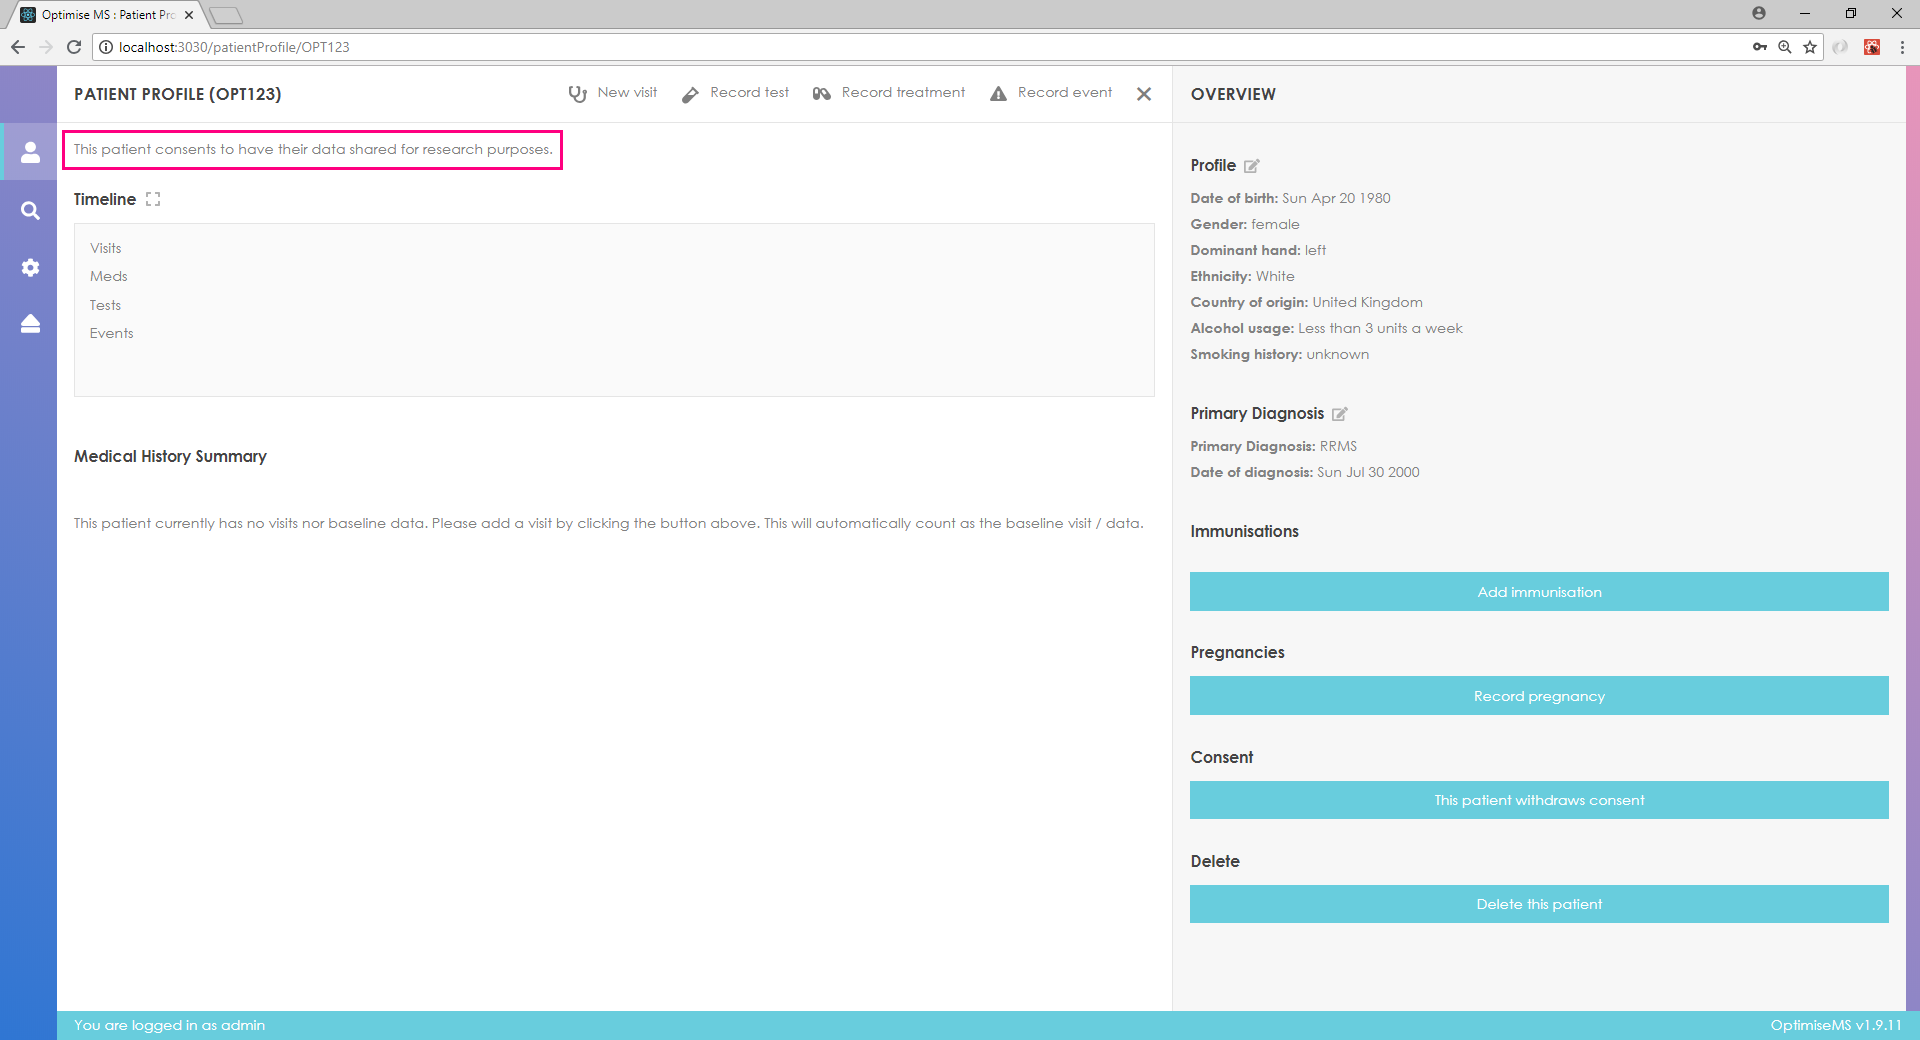 Optimise MS : Patient Pro
localhost:3030/patientProfile/OPT123
PATIENT PROFILE (OPT123)
New visit
Record test
Record treatment
Record event
This patient consents to have their data shared for research purposes.
Timeline
Visits
Meds
Tests
Events
Medical History Summary
This patient currently has no visits nor baseline data. Please add a visit by clicking the button above. This will automatically count as the baseline visit / data.
OVERVIEW
Profile
Date of birth: Sun Apr 20 1980
Gender: female
Dominant hand: left
Ethnicity: White
Country of origin: United Kingdom
Alcohol usage: Less than 3 units a week
Smoking history: unknown
Primary Diagnosis
Primary Diagnosis: RRMS
Date of diagnosis: Sun Jul 30 2000
Immunisations
Add immunisation
Pregnancies
Record pregnancy
Consent
This patient withdraws consent
Delete
Delete this patient
You are logged in as admin
OptimiseMS v1.9.11